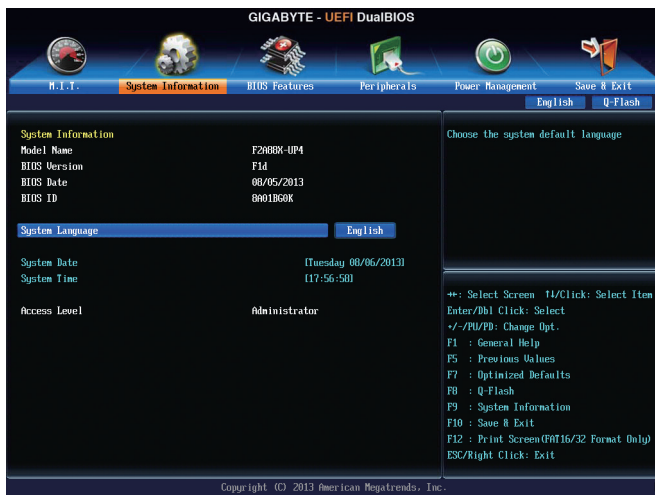 GIGABYTE - UEFI DualBIOS
M.I.T.
System Information
BIOS Features
Peripherals
Power Management
Save & Exit
English
Q-Flash
System Information
Model Name F2A88X-UP4
BIOS Version F1d
BIOS Date 08/05/2013
BIOS ID 8A01BG0K
System Language English
System Date [Tuesday 08/06/2013]
System Time [17:56:58]
Access Level Administrator
Choose the system default language
→←: Select Screen ↑↓/Click: Select Item
Enter/Dbl Click: Select
+/-/PU/PD: Change Opt.
F1 : General Help
F5 : Previous Values
F7 : Optimized Defaults
F8 : Q-Flash
F9 : System Information
F10 : Save & Exit
F12 : Print Screen(FAT16/32 Format Only)
ESC/Right Click: Exit
Copyright (C) 2013 American Megatrends, Inc.